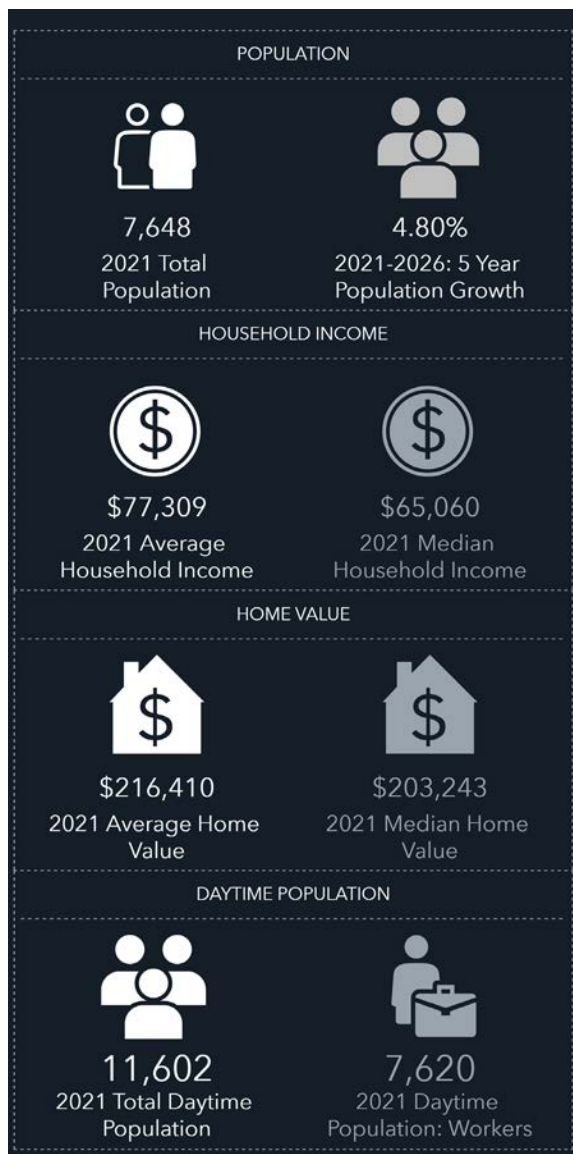 POPULATION
7,648
2021 Total
Population
4.80%
2021-2026: 5 Year
Population Growth
HOUSEHOLD INCOME
$
$77,309
2021 Average
Household Income
$
$65,060
2021 Median
Household Income
HOME VALUE
$
$216,410
2021 Average Home
Value
$
$203,243
2021 Median Home
Value
DAYTIME POPULATION
11,602
2021 Total Daytime
Population
7,620
2021 Daytime
Population: Workers